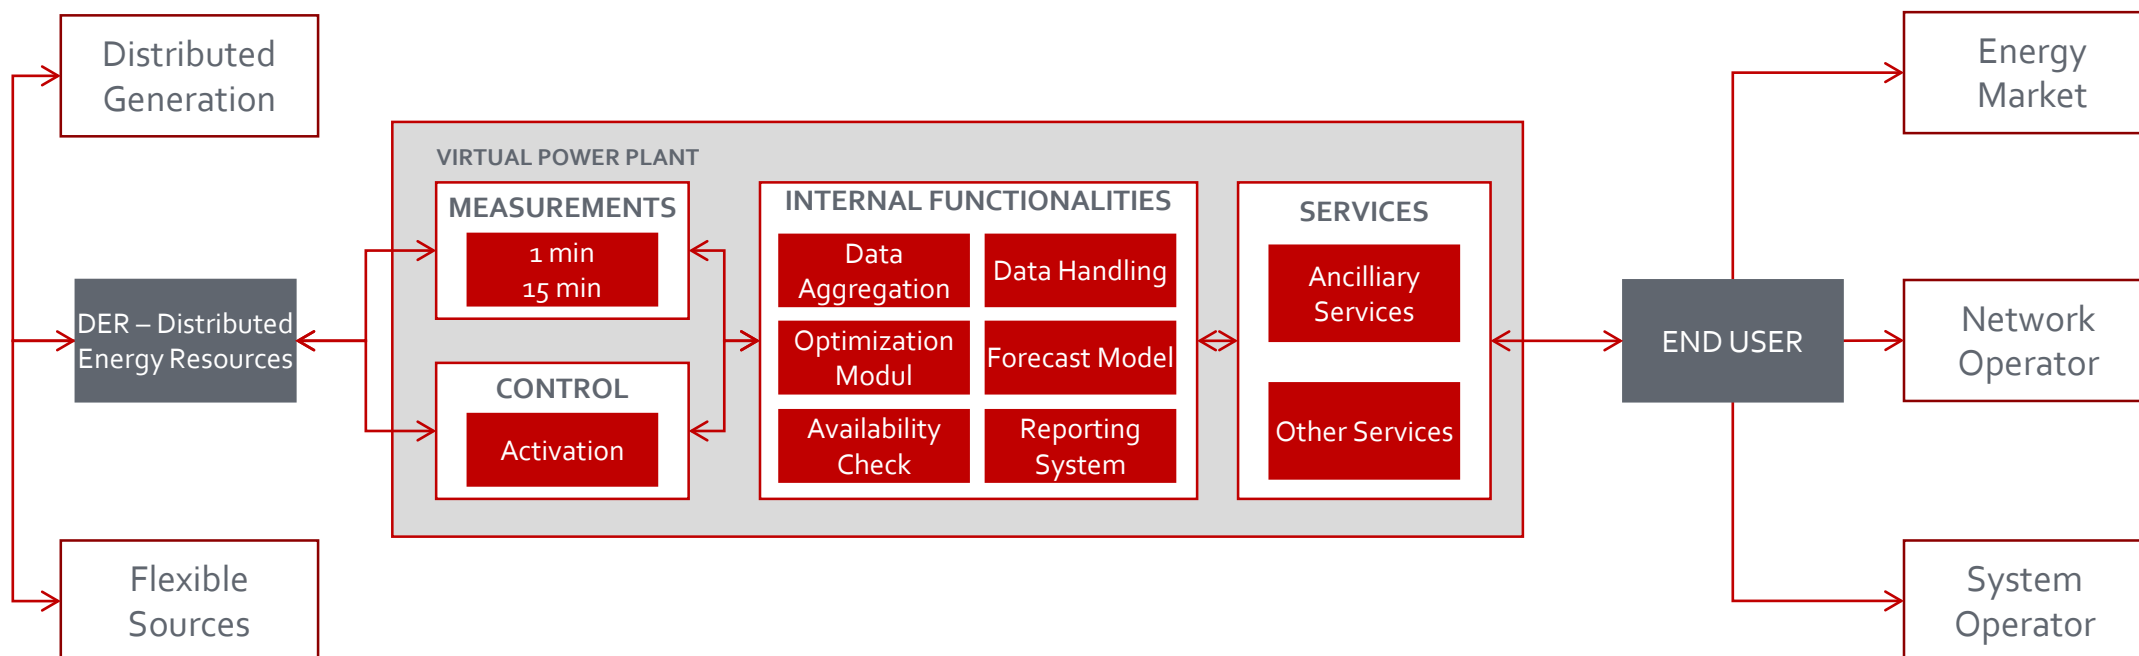 Distributed
Generation
DER – Distributed
Energy Resources
Flexible
Sources
VIRTUAL POWER PLANT
MEASUREMENTS
1 min
15 min
CONTROL
Activation
INTERNAL FUNCTIONALITIES
Data
Aggregation
Data Handling
Optimization
Modul
Forecast Model
Availability
Check
Reporting
System
SERVICES
Ancilliary
Services
Other Services
END USER
Energy
Market
Network
Operator
System
Operator